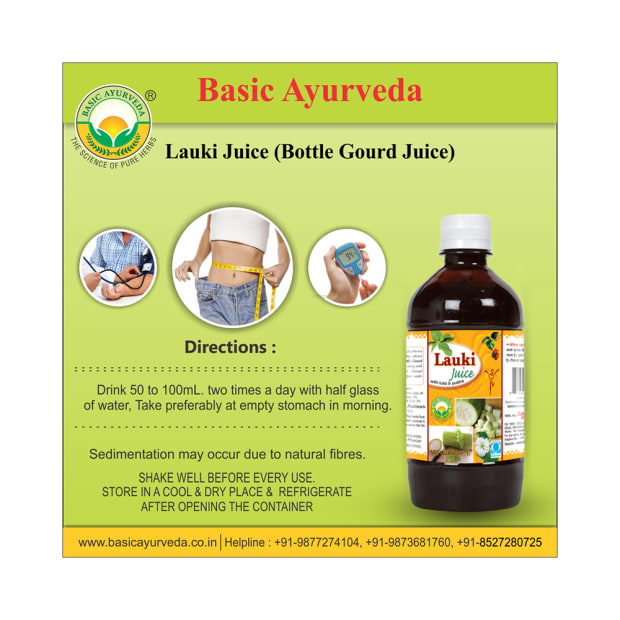 Basic Ayurveda
BASIC AYURVEDA
®
THE SCIENCE OF PURE HERBS
Lauki Juice (Bottle Gourd Juice)
Directions :
Drink 50 to 100mL. two times a day with half glass
of water, Take preferably at empty stomach in morning.
Lauki
Juice
with tulsi & pudina
Sedimentation may occur due to natural fibres.
SHAKE WELL BEFORE EVERY USE.
STORE IN A COOL & DRY PLACE & REFRIGERATE
AFTER OPENING THE CONTAINER
www.basicayurveda.co.in | Helpline : +91-9877274104, +91-9873681760, +91-8527280725